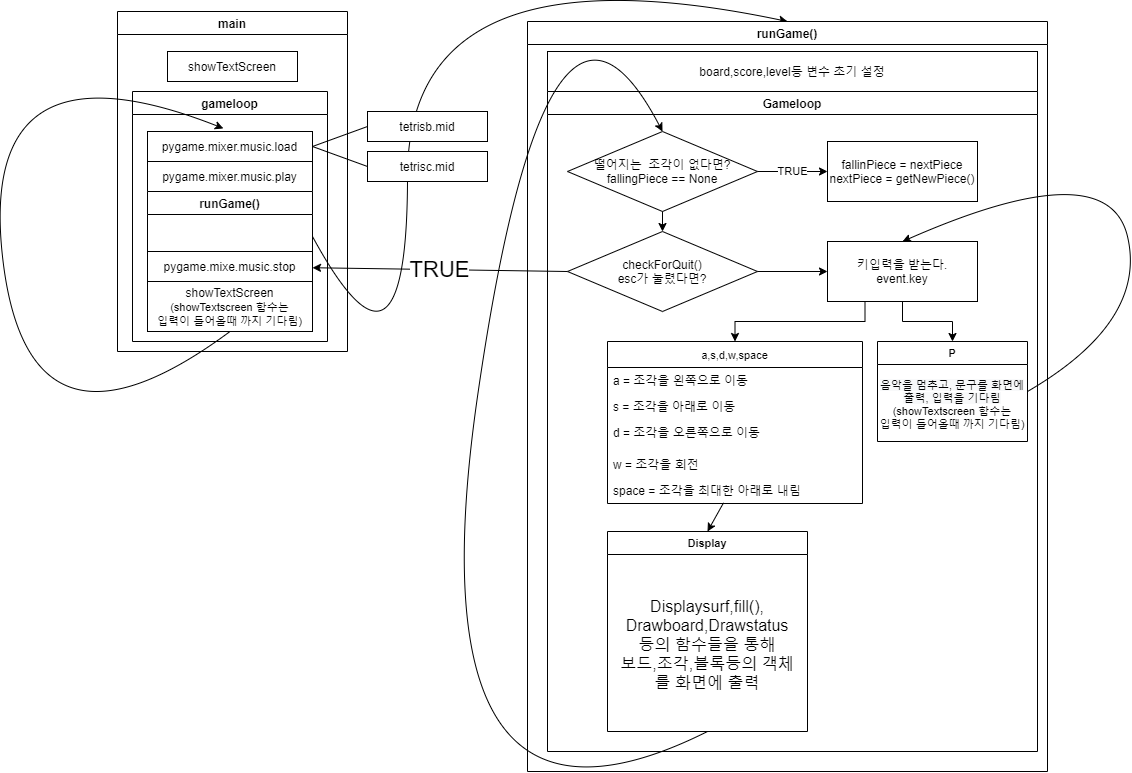 main
showTextScreen
gameloop
pygame.mixer.music.load
pygame.mixer.music.play
runGame()
pygame.mixe.music.stop
showTextScreen
(showTextscreen 함수는
입력이 들어올때 까지 기다림)
tetrisb.mid
tetrisc.mid
TRUE
runGame()
board,score,level등 변수 초기 설정
Gameloop
떨어지는 조각이 없다면?
fallingPiece == None
TRUE
fallinPiece = nextPiece
nextPiece = getNewPiece()
checkForQuit()
esc가 눌렸다면?
키입력을 받는다.
event.key
a,s,d,w,space
a = 조각을 왼쪽으로 이동
s = 조각을 아래로 이동
d = 조각을 오른쪽으로 이동
w = 조각을 회전
space = 조각을 최대한 아래로 내림
P
음악을 멈추고, 문구를 화면에
출력, 입력을 기다림
(showTextscreen 함수는
입력이 들어올때 까지 기다림)
Display
Displaysurf,fill(),
Drawboard,Drawstatus
등의 함수들을 통해
보드,조각,블록등의 객체
를 화면에 출력